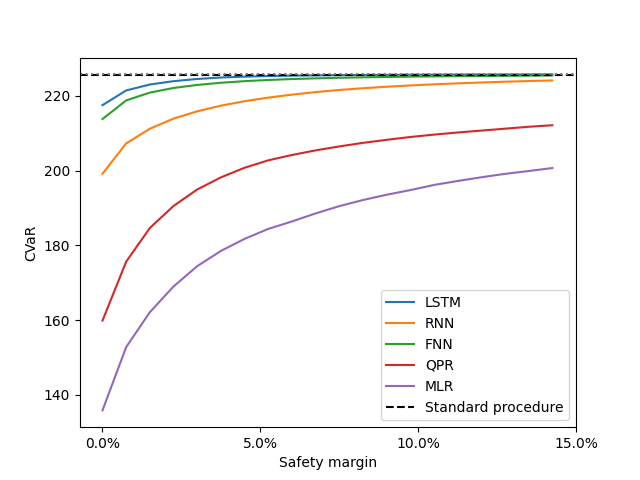 220
200
180
160
140
CVaR
0.0%
5.0%
10.0%
15.0%
Safety margin
LSTM
RNN
FNN
QPR
MLR
Standard procedure